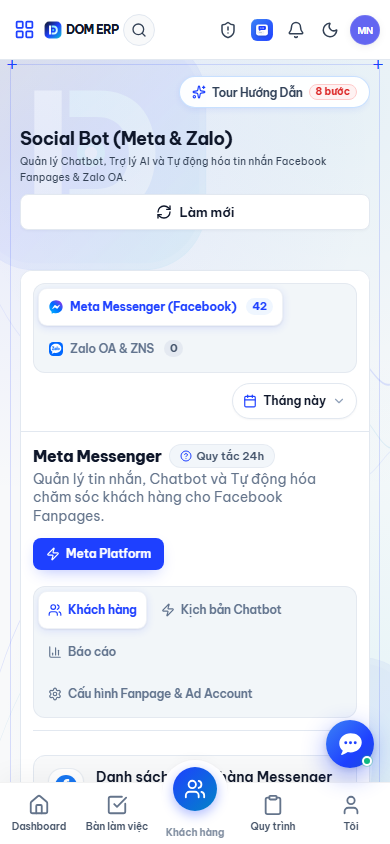 DOM ERP
MN
Tour Hướng Dẫn 8 bước
Social Bot (Meta & Zalo)
Quản lý Chatbot, Trợ lý AI và Tự động hóa tin nhắn Facebook
Fanpages & Zalo OA.
Làm mới
Meta Messenger (Facebook) 42
Zalo OA & ZNS 0
Tháng này
Meta Messenger Quy tắc 24h
Quản lý tin nhắn, Chatbot và Tự động hóa
chăm sóc khách hàng cho Facebook
Fanpages.
Meta Platform
Khách hàng Kịch bản Chatbot
Báo cáo
Cấu hình Fanpage & Ad Account
Danh sách hàng Messenger
Dashboard Bàn làm việc Khách hàng Quy trình Tôi